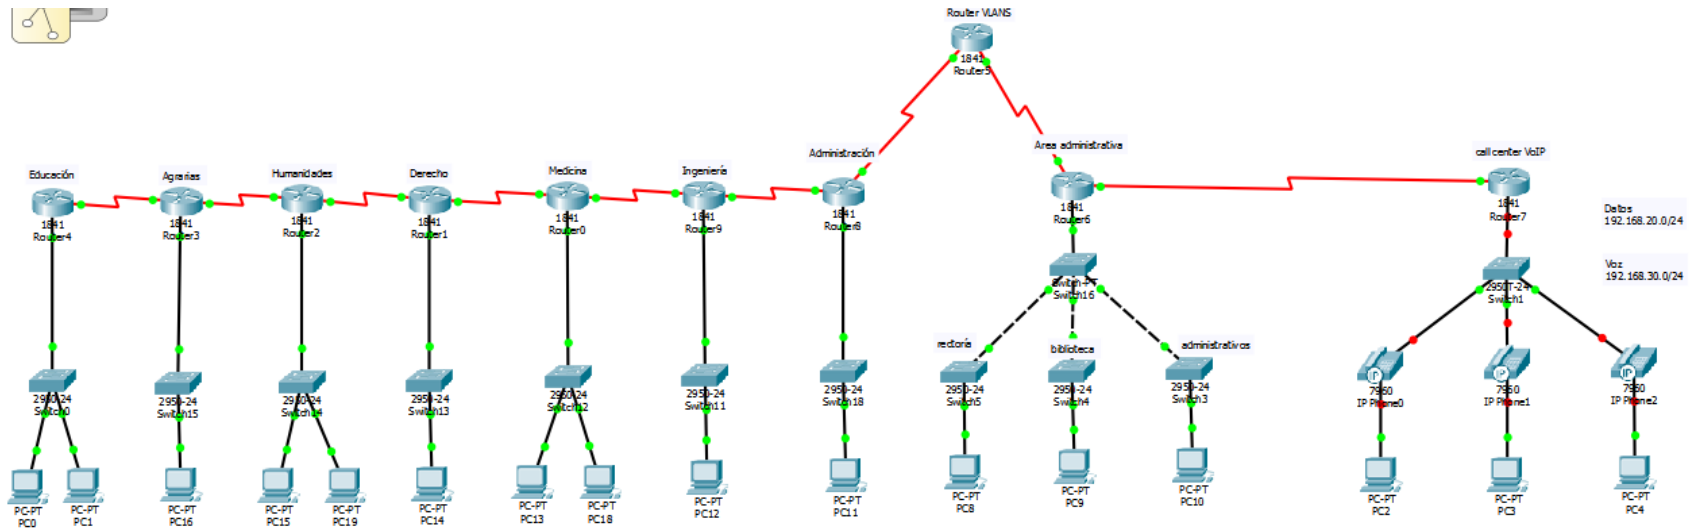 Router VLANS
1841
Router5
Administración
Area administrativa
call center VoIP
Educación
Agrarias
Humanidades
Derecho
Medicina
Ingeniería
1841
Router4
1841
Router3
1841
Router2
1841
Router1
1841
Router0
1841
Router9
1841
Router8
1841
Router6
1841
Router7
Datos
192.168.20.0/24
Voz
192.168.30.0/24
Switch-PT
Switch16
2950T-24
Switch1
rectoría
biblioteca
administrativos
2950-24
Switch0
2950-24
Switch15
2950-24
Switch14
2950-24
Switch13
2950-24
Switch12
2950-24
Switch11
2950-24
Switch18
2950-24
Switch5
2950-24
Switch4
2950-24
Switch3
IP
7960
IP Phone0
IP
7960
IP Phone1
IP
7960
IP Phone2
PC-PT
PC0
PC-PT
PC1
PC-PT
PC16
PC-PT
PC15
PC-PT
PC19
PC-PT
PC14
PC-PT
PC13
PC-PT
PC18
PC-PT
PC12
PC-PT
PC11
PC-PT
PC8
PC-PT
PC9
PC-PT
PC10
PC-PT
PC2
PC-PT
PC3
PC-PT
PC4